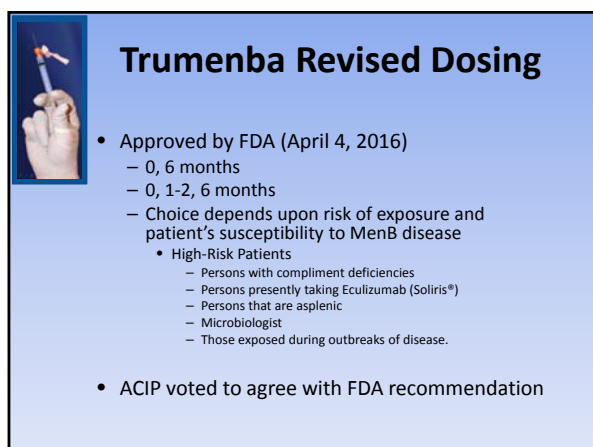 Trumenba Revised Dosing
• Approved by FDA (April 4, 2016)
– 0, 6 months
– 0, 1-2, 6 months
– Choice depends upon risk of exposure and
patient's susceptibility to MenB disease
• High-Risk Patients
– Persons with compliment deficiencies
– Persons presently taking Eculizumab (Soliris®)
– Persons that are asplenic
– Microbiologist
– Those exposed during outbreaks of disease.
• ACIP voted to agree with FDA recommendation